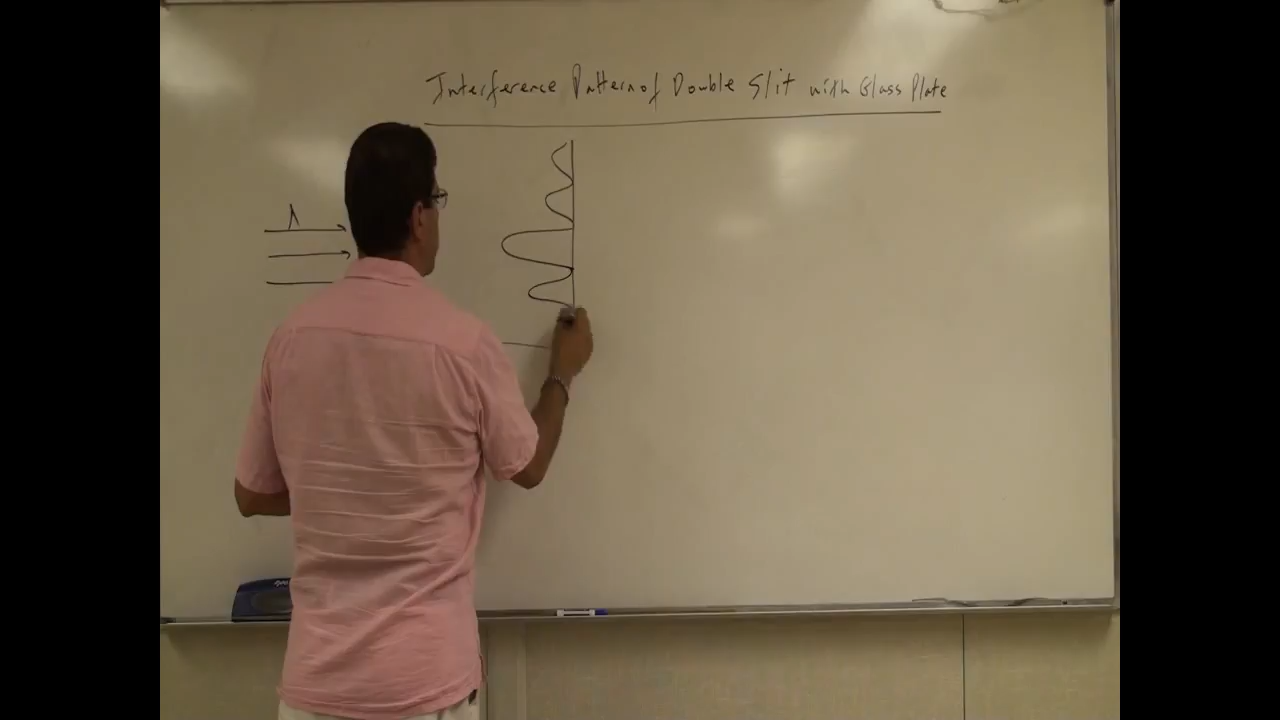 Interference Pattern of Double Slit with Glass Plate
λ